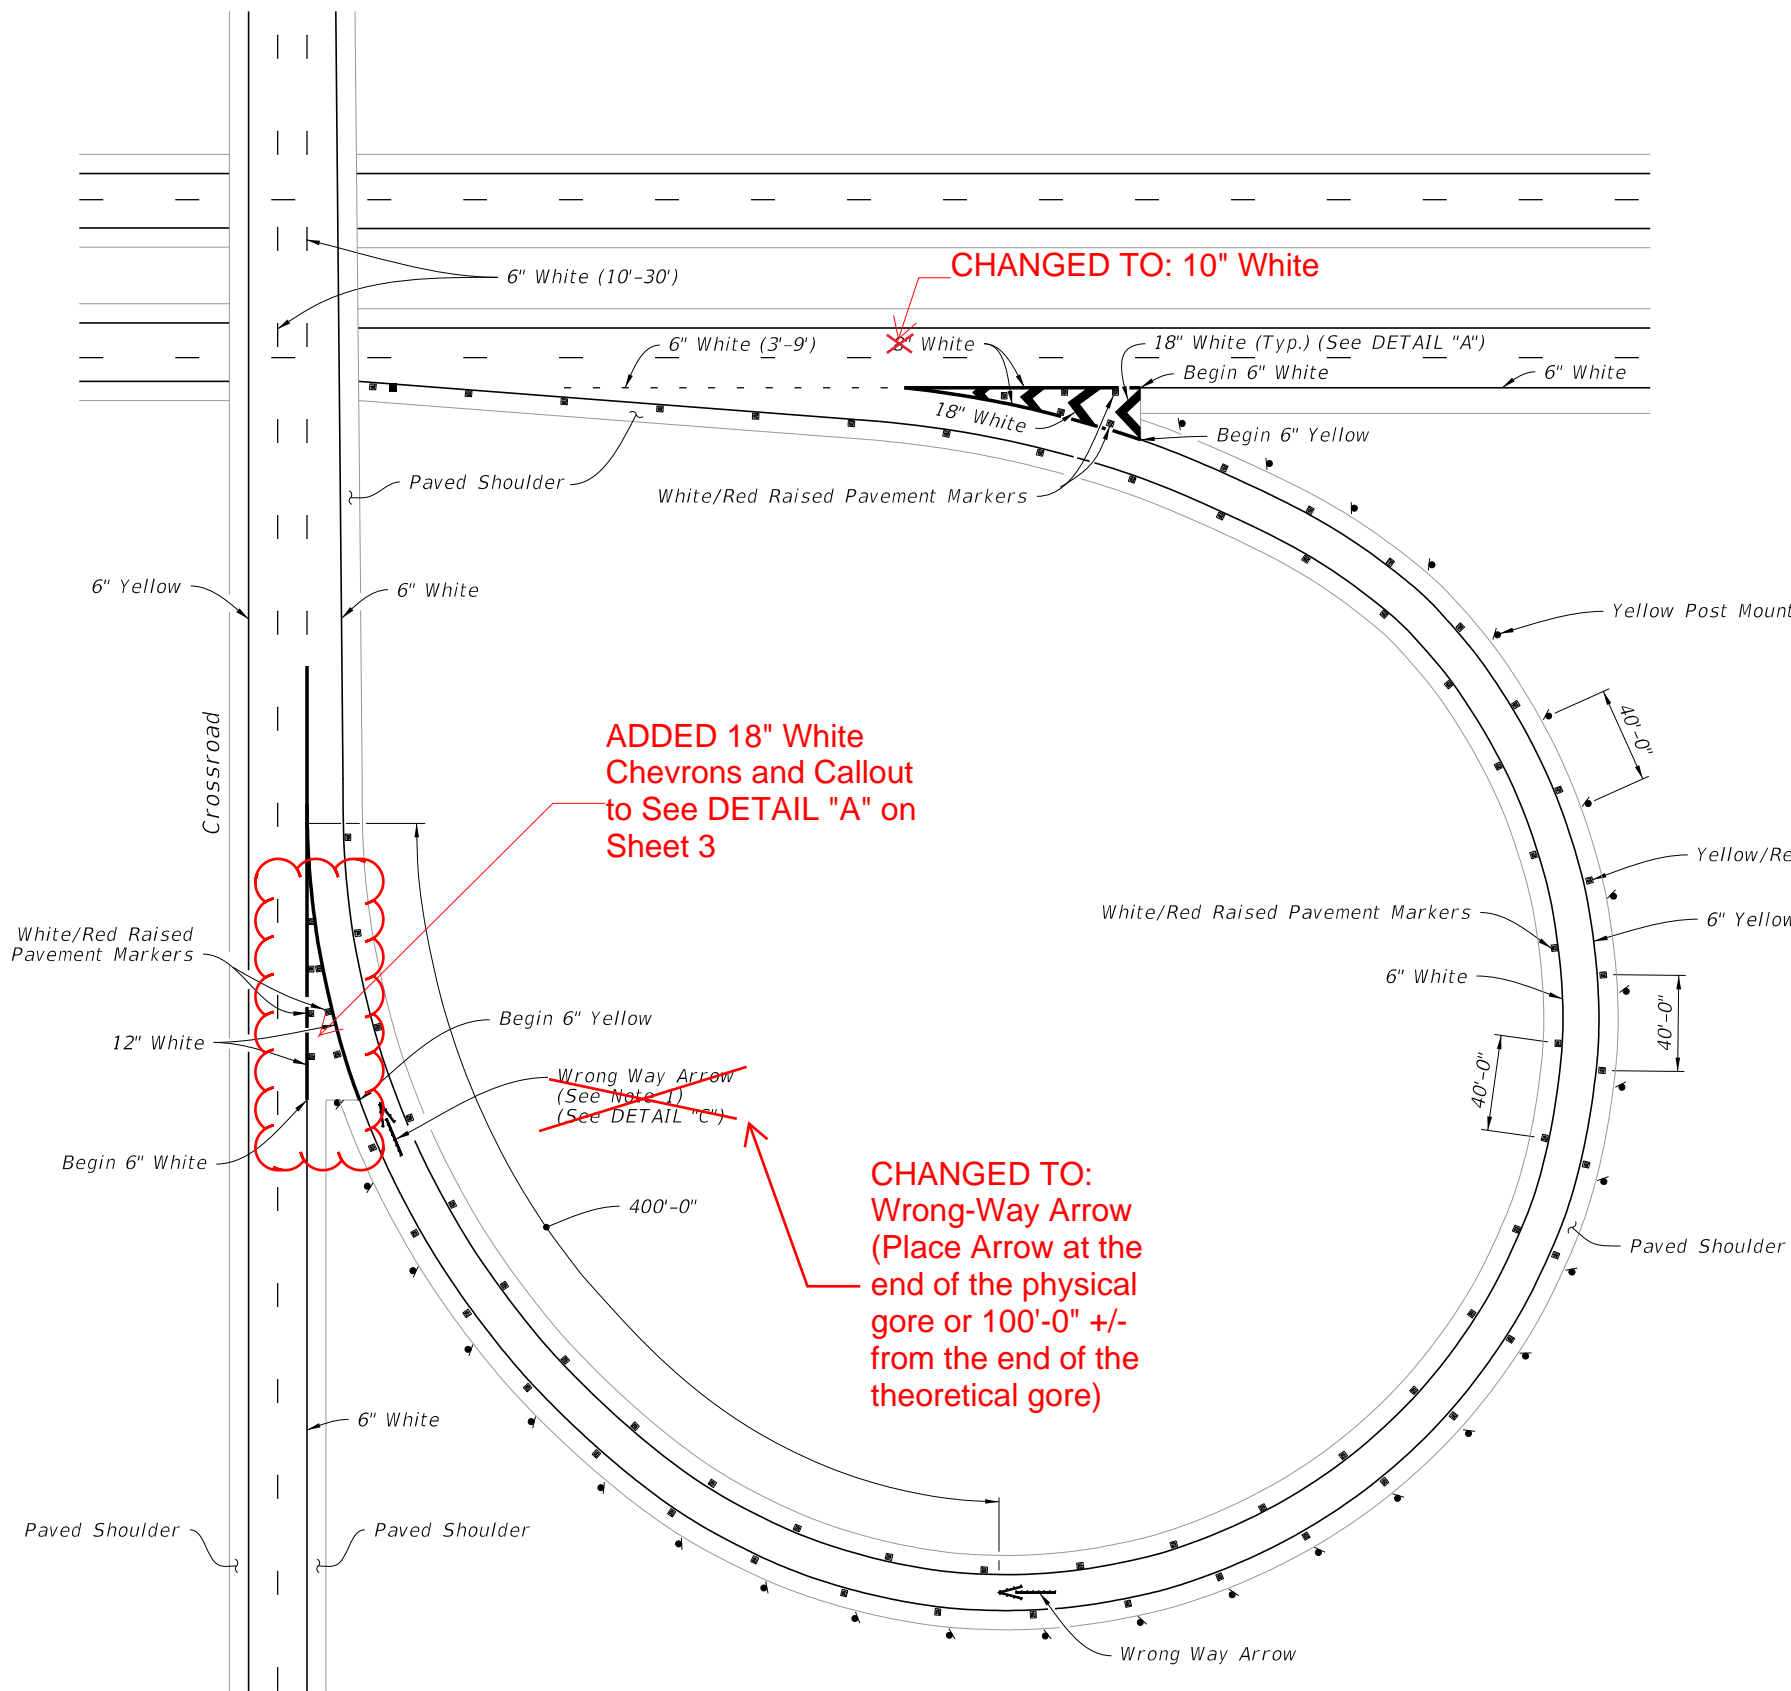 CHANGED TO: 10" White
6" White (10'-30')
6" White (3'-9')
White
18" White (Typ.) (See DETAIL "A")
Begin 6" White
6" White
18" White
Begin 6" Yellow
Paved Shoulder
White/Red Raised Pavement Markers
6" Yellow
6" White
Yellow Post Mount
40'-0"
Crossroad
ADDED 18" White
Chevrons and Callout
to See DETAIL "A" on
Sheet 3
Yellow/Re
White/Red Raised Pavement Markers
6" Yellow
White/Red Raised
Pavement Markers
6" White
Begin 6" Yellow
12" White
40'-0"
40'-0"
Wrong Way Arrow
(See Note 1)
(See DETAIL "C")
Begin 6" White
CHANGED TO:
Wrong-Way Arrow
(Place Arrow at the
end of the physical
gore or 100'-0" +/-
from the end of the
theoretical gore)
400'-0"
Paved Shoulder
6" White
Paved Shoulder
Paved Shoulder
Wrong Way Arrow